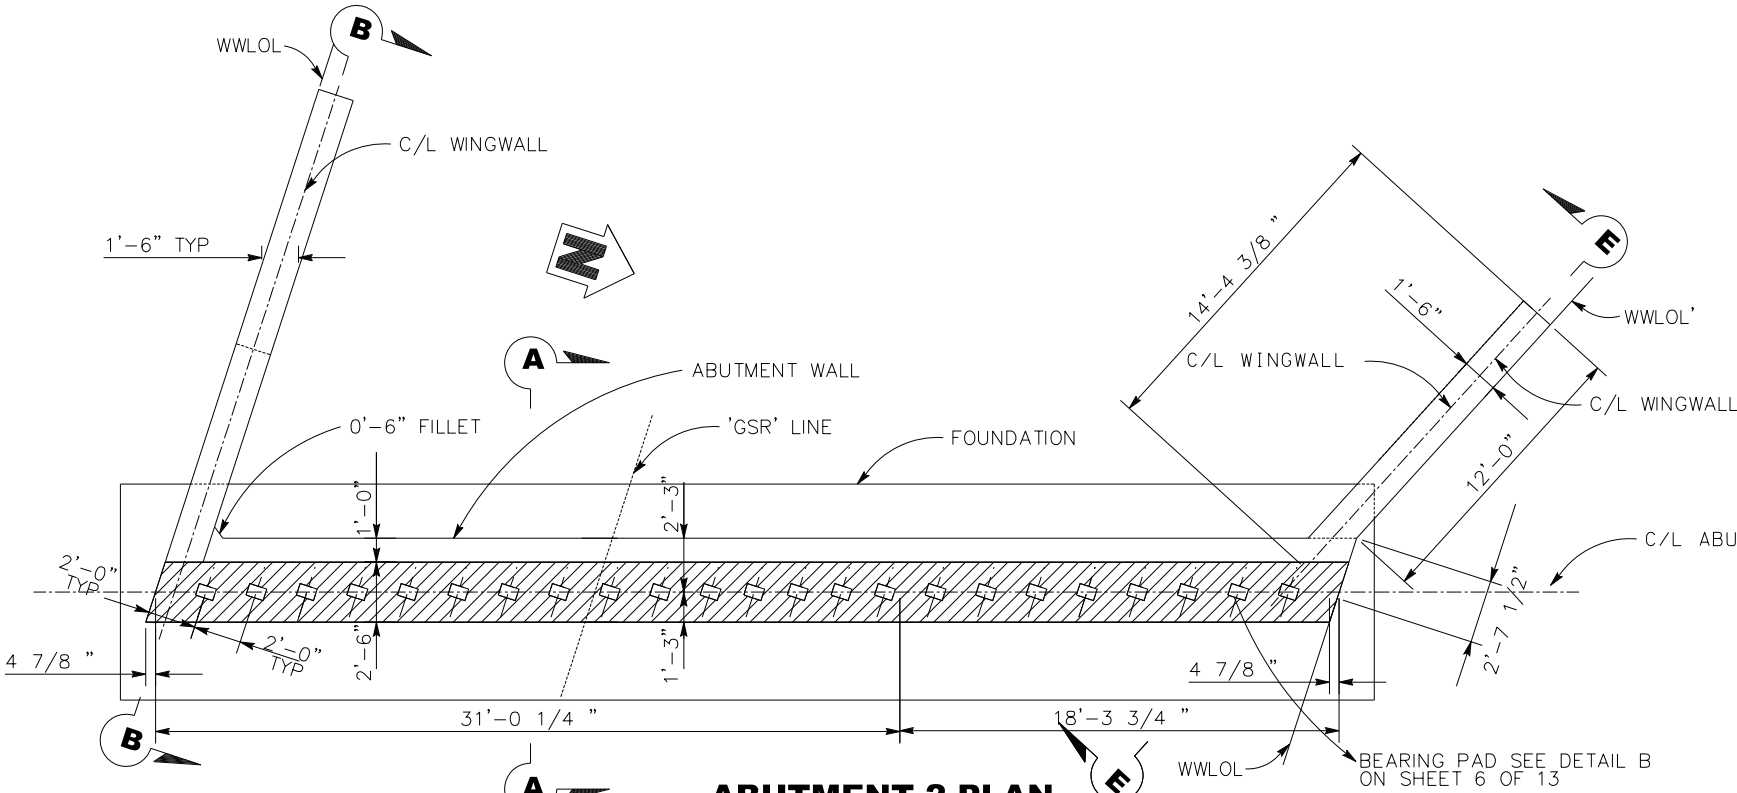 WWLOL
B
C/L WINGWALL
1'-6" TYP
N
14'-4 3/8 "
E
1'-6"
WWLOL'
C/L WINGWALL
A
ABUTMENT WALL
C/L WINGWALL
0'-6" FILLET
'GSR' LINE
FOUNDATION
12'-0"
1'-0"
2'-3"
C/L ABU
2'-0"
TYP
2'-7 1/2"
2'-0"
TYP
2'-6"
1'-3"
4 7/8 "
4 7/8 "
31'-0 1/4 "
18'-3 3/4 "
B
WWLOL
BEARING PAD SEE DETAIL B
ON SHEET 6 OF 13
A
E
ABUTMENT 2 PLAN